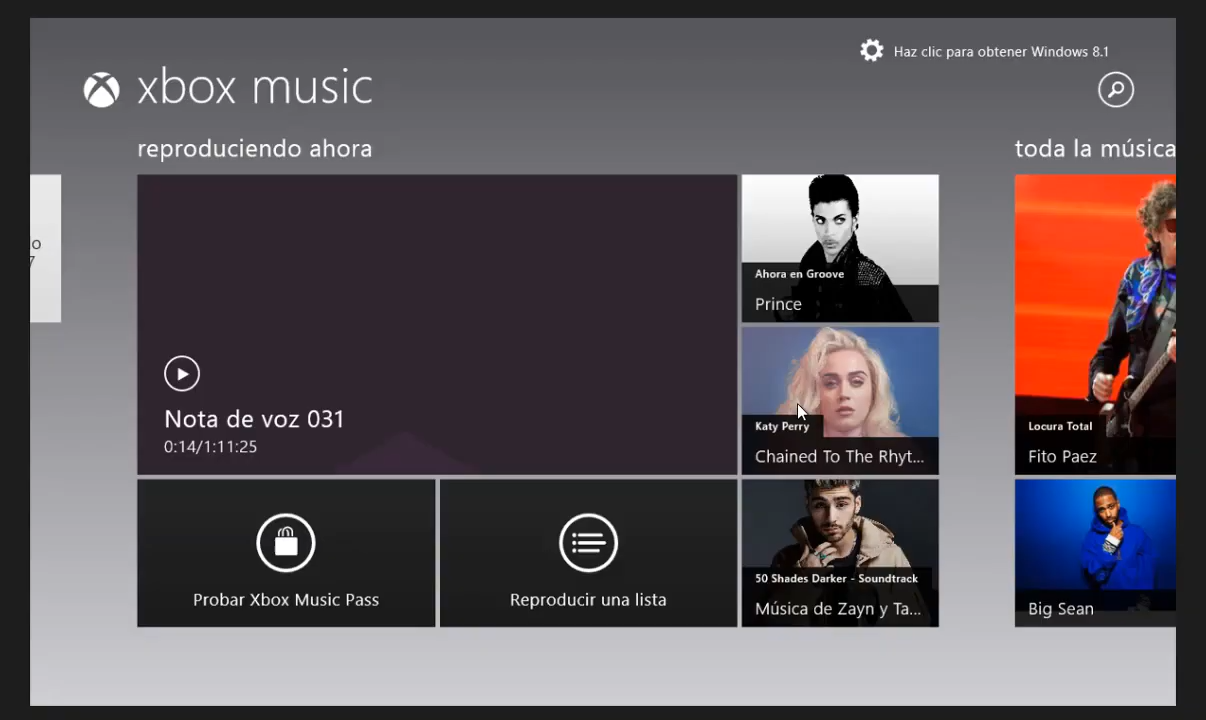 Haz clic para obtener Windows 8.1
xbox music
reproduciendo ahora
toda la música
o
7
Nota de voz 031
0:14/1:11:25
Ahora en Groove
Prince
Katy Perry
Chained To The Rhyt...
50 Shades Darker - Soundtrack
Música de Zayn y Ta...
Probar Xbox Music Pass
Reproducir una lista
Locura Total
Fito Paez
Big Sean